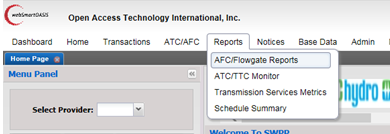 webSmartOASIS
Open Access Technology International, Inc.
Dashboard Home Transactions ATC/AFC Reports Notices Base Data Admin
Home Page
AFC/Flowgate Reports
Menu Panel
ATC/TTC Monitor
Transmission Services Metrics
hydro
Select Provider:
Schedule Summary
Welcome To SWPP